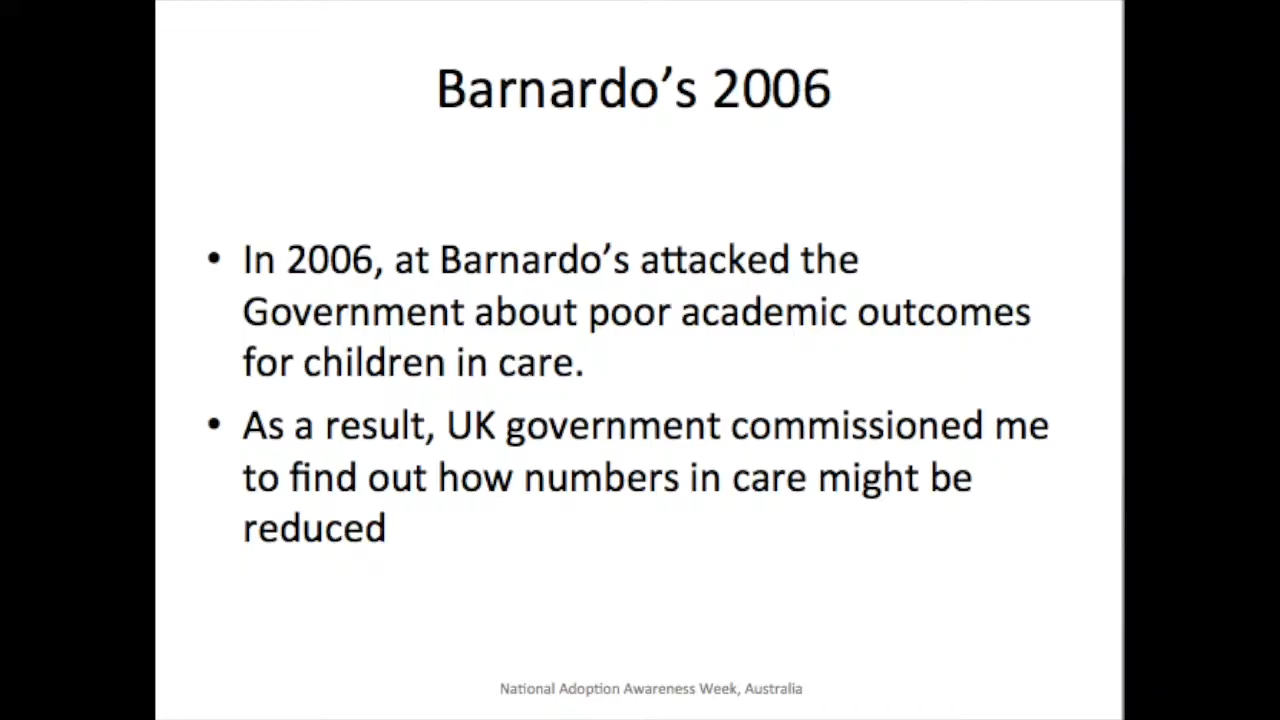 Barnardo’s 2006
• In 2006, at Barnardo’s attacked the
Government about poor academic outcomes
for children in care.
• As a result, UK government commissioned me
to find out how numbers in care might be
reduced
National Adoption Awareness Week, Australia